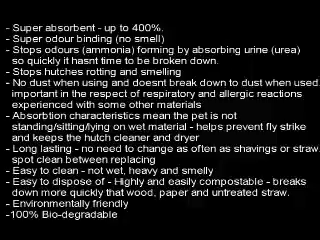 - Super absorbent - up to 400%.
- Super odour binding (no smell)
- Stops odours (ammonia) forming by absorbing urine (urea)
so quickly it hasnt time to be broken down.
- Stops hutches rotting and smelling
- No dust when using and doesnt break down to dust when used.
important in the respect of respiratory and allergic reactions
experienced with some other materials
- Absorbtion characteristics mean the pet is not
standing/sitting/lying on wet material - helps prevent fly strike
and keeps the hutch cleaner and dryer
- Long lasting - no need to change as often as shavings or straw.
spot clean between replacing
- Easy to clean - not wet, heavy and smelly
- Easy to dispose of - Highly and easily compostable - breaks
down more quickly that wood, paper and untreated straw.
- Environmentally friendly
-100% Bio-degradable